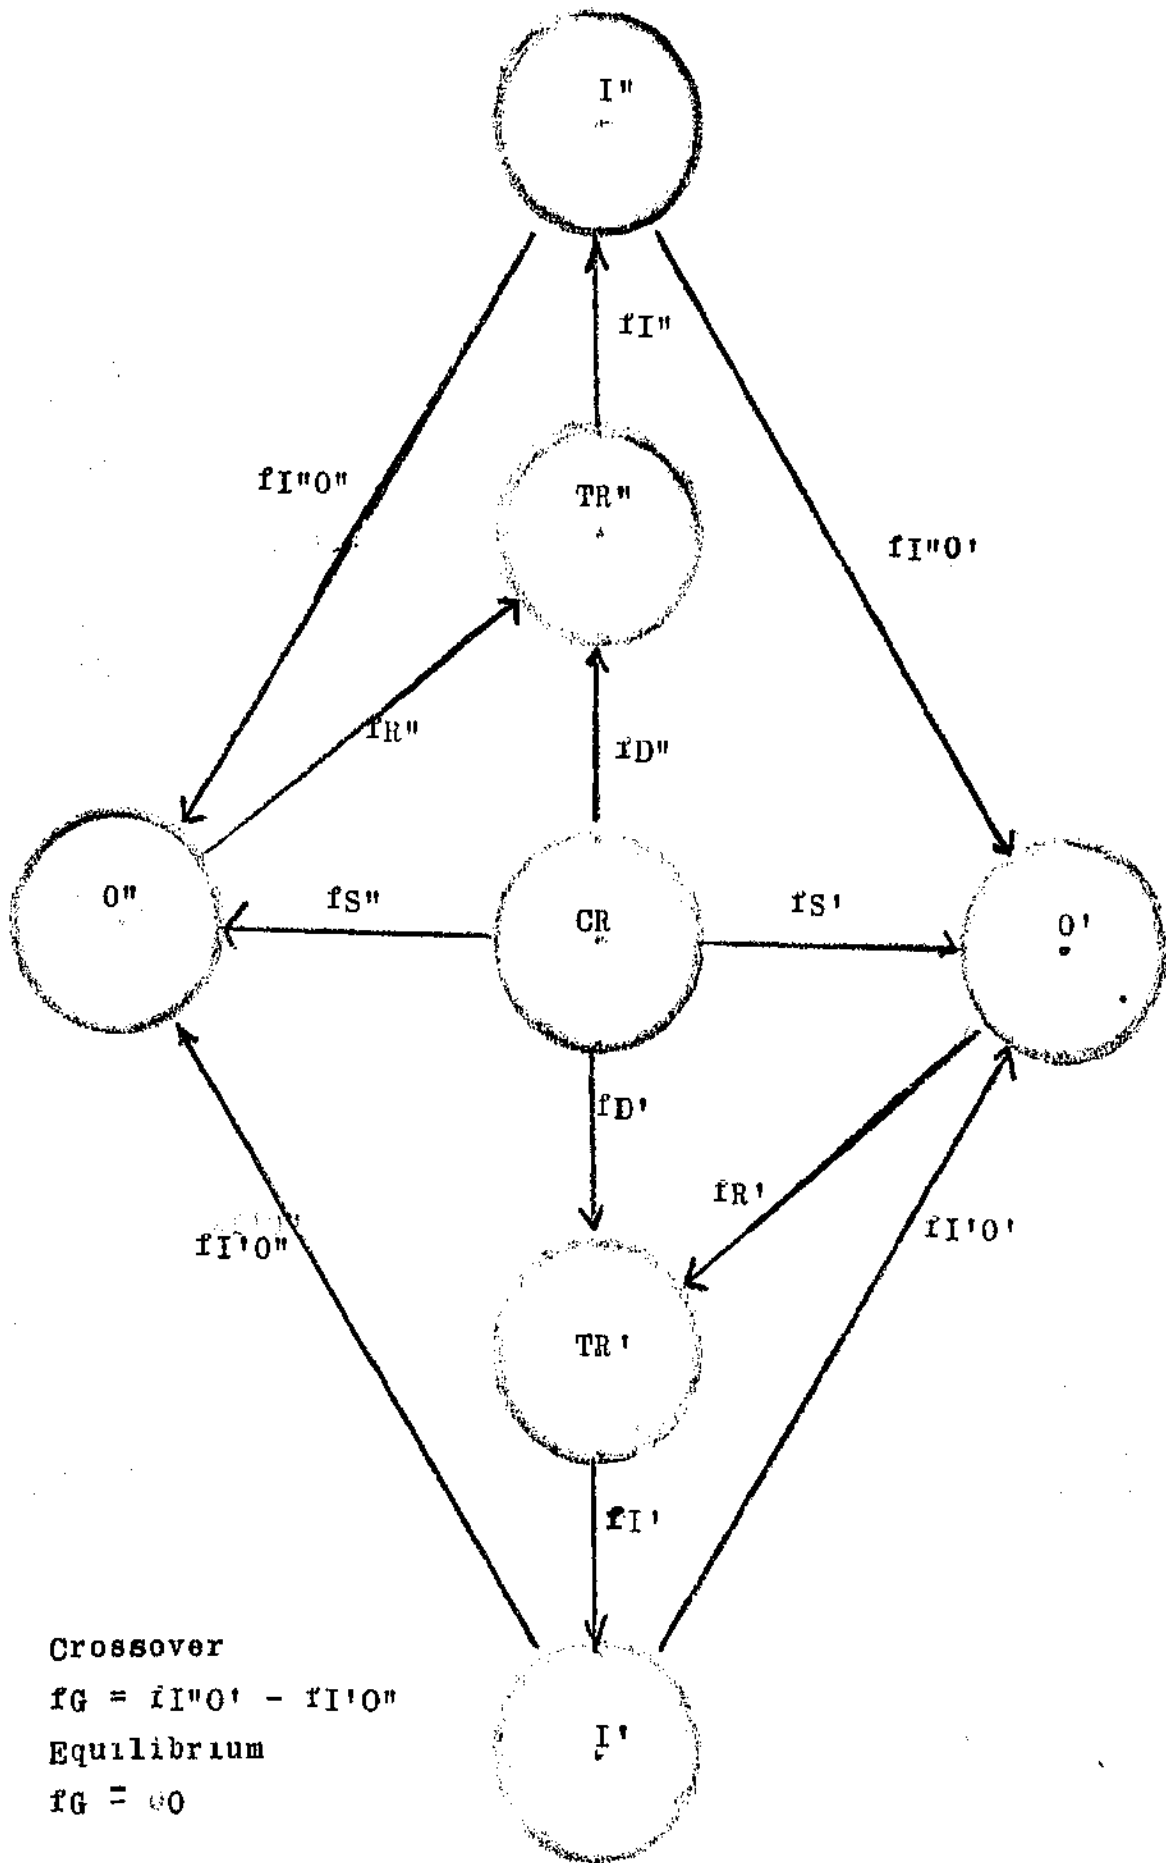 I"
fI"
fI"O"
TR"
fI"O'
fR"
fD"
O"
fS"
CR
fS'
O'
fD'
fR'
fI'O"
fI'O'
TR'
fI'
Crossover
fG = fI"O' - fI'O"
Equilibrium
I'
fG =